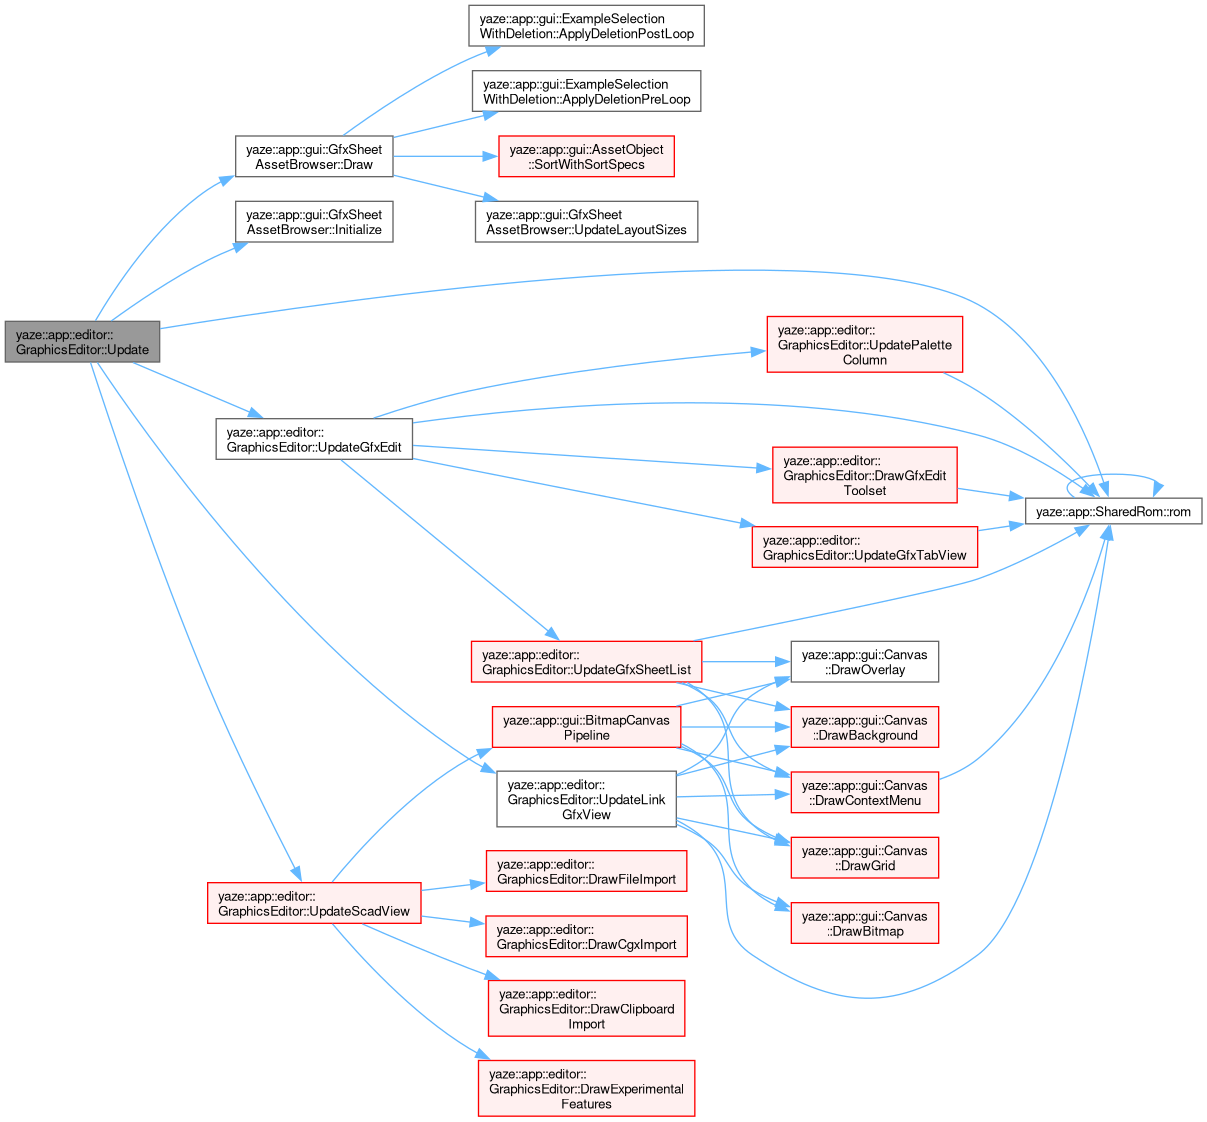 yaze::app::gui::ExampleSelection
WithDeletion::ApplyDeletionPostLoop
yaze::app::gui::ExampleSelection
WithDeletion::ApplyDeletionPreLoop
yaze::app::gui::GfxSheet
AssetBrowser::Draw
yaze::app::gui::AssetObject
::SortWithSortSpecs
yaze::app::gui::GfxSheet
AssetBrowser::Initialize
yaze::app::gui::GfxSheet
AssetBrowser::UpdateLayoutSizes
yaze::app::editor::
GraphicsEditor::Update
yaze::app::editor::
GraphicsEditor::UpdatePalette
Column
yaze::app::editor::
GraphicsEditor::UpdateGfxEdit
yaze::app::editor::
GraphicsEditor::DrawGfxEdit
Toolset
yaze::app::SharedRom::rom
yaze::app::editor::
GraphicsEditor::UpdateGfxTabView
yaze::app::editor::
GraphicsEditor::UpdateGfxSheetList
yaze::app::gui::Canvas
::DrawOverlay
yaze::app::gui::BitmapCanvas
Pipeline
yaze::app::gui::Canvas
::DrawBackground
yaze::app::editor::
GraphicsEditor::UpdateLink
GfxView
yaze::app::gui::Canvas
::DrawContextMenu
yaze::app::gui::Canvas
::DrawGrid
yaze::app::editor::
GraphicsEditor::DrawFileImport
yaze::app::editor::
GraphicsEditor::UpdateScadView
yaze::app::gui::Canvas
::DrawBitmap
yaze::app::editor::
GraphicsEditor::DrawCgxImport
yaze::app::editor::
GraphicsEditor::DrawClipboard
Import
yaze::app::editor::
GraphicsEditor::DrawExperimental
Features